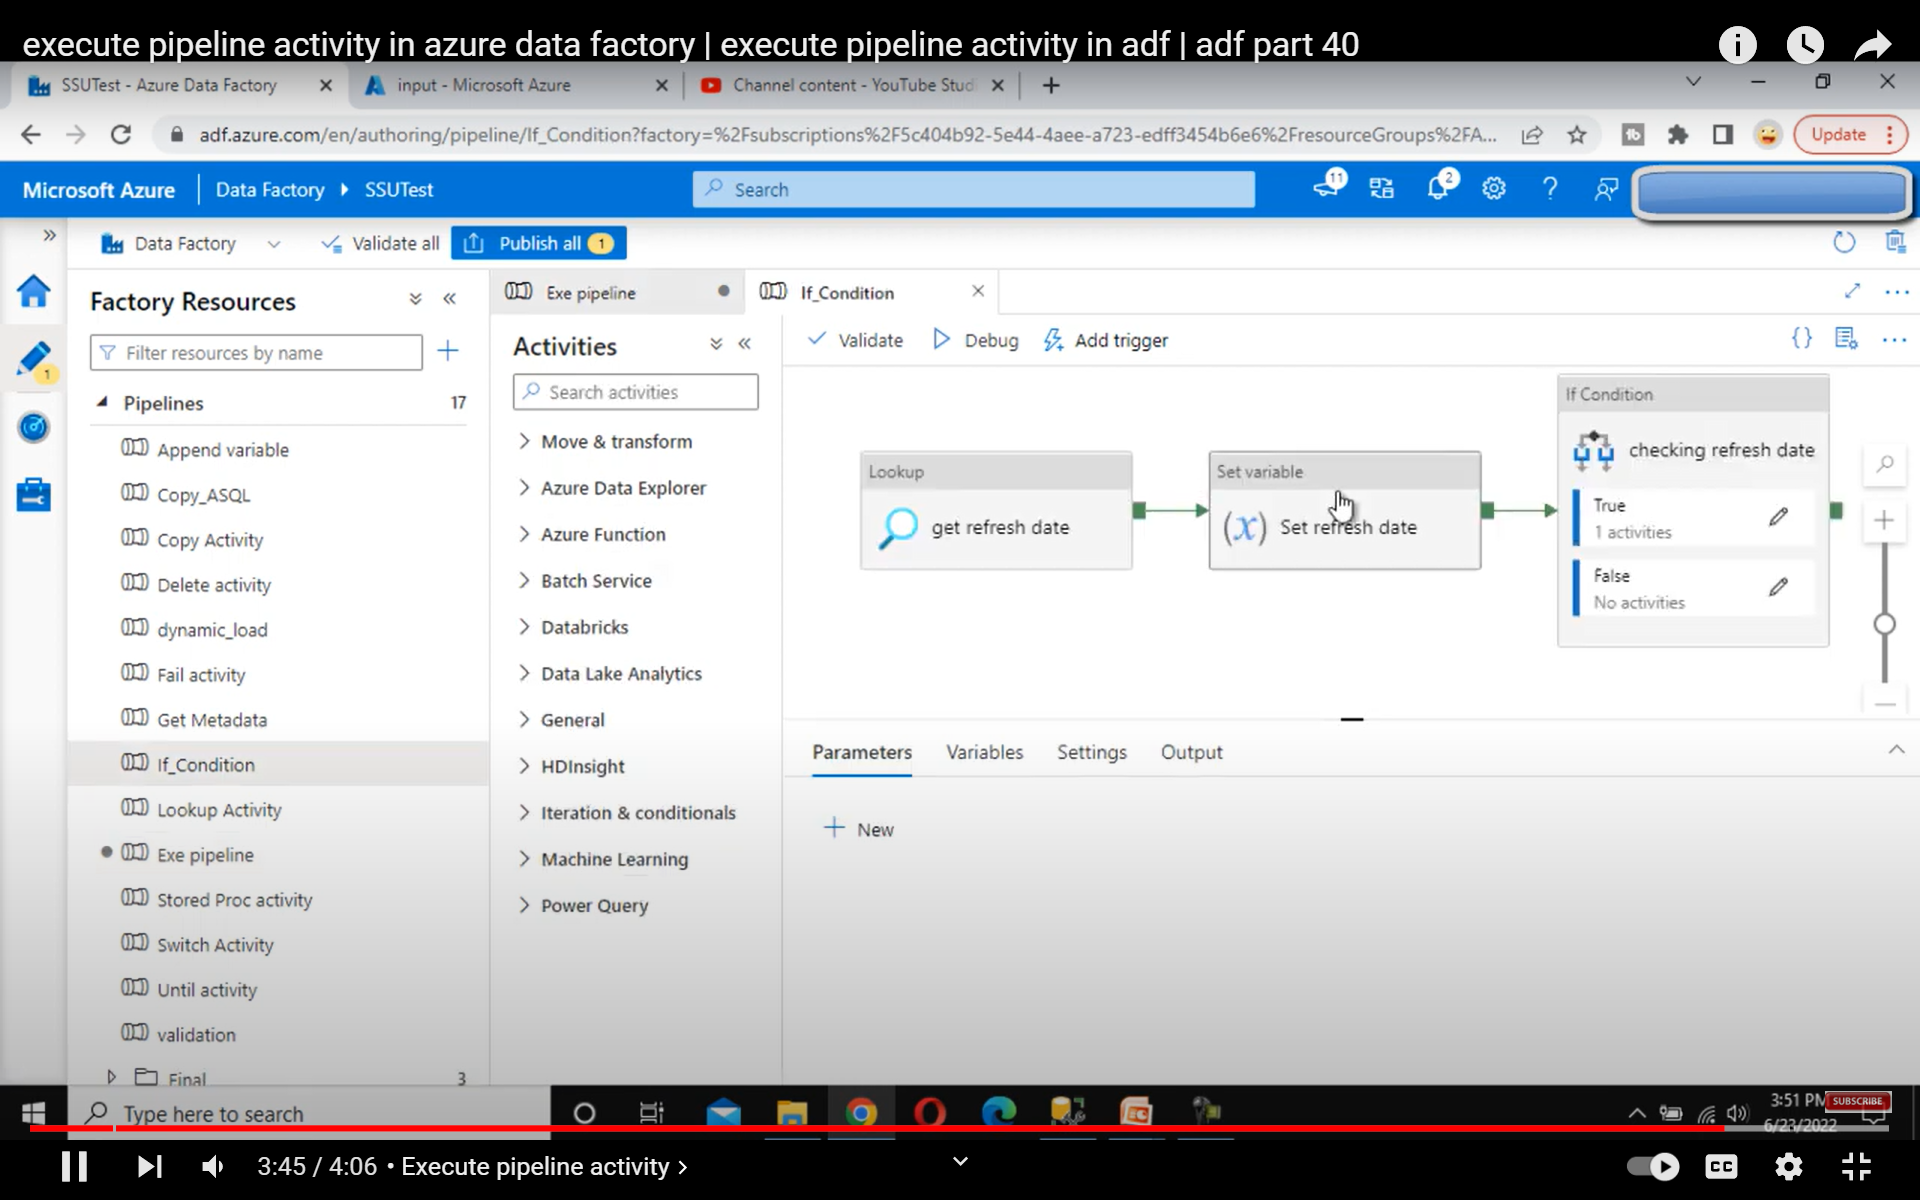 execute pipeline activity in azure data factory | execute pipeline activity in adf | adf part 40
SSUTest - Azure Data Factory
input - Microsoft Azure
Channel content - YouTube Studi
adf.azure.com/en/authoring/pipeline/If_Condition?factory=%2Fsubscriptions%2F5c404b92-5e44-4aee-a723-edff3454b6e6%2FresourceGroups%2FA...
Update
Microsoft Azure
Data Factory
SSUTest
Search
11
2
Data Factory
Validate all
Publish all 1
Factory Resources
Filter resources by name
1
Pipelines 17
Append variable
Copy_ASQL
Copy Activity
Delete activity
dynamic_load
Fail activity
Get Metadata
If_Condition
Lookup Activity
Exe pipeline
Stored Proc activity
Switch Activity
Until activity
validation
Final 3
Exe pipeline
If_Condition
Activities
Search activities
Move & transform
Azure Data Explorer
Azure Function
Batch Service
Databricks
Data Lake Analytics
General
HDInsight
Iteration & conditionals
Machine Learning
Power Query
Validate
Debug
Add trigger
Lookup
get refresh date
Set variable
(x) Set refresh date
If Condition
checking refresh date
True
1 activities
False
No activities
Parameters
Variables
Settings
Output
New
Type here to search
3:51 PM
6/23/2022
SUBSCRIBE
3:45 / 4:06 • Execute pipeline activity
CC